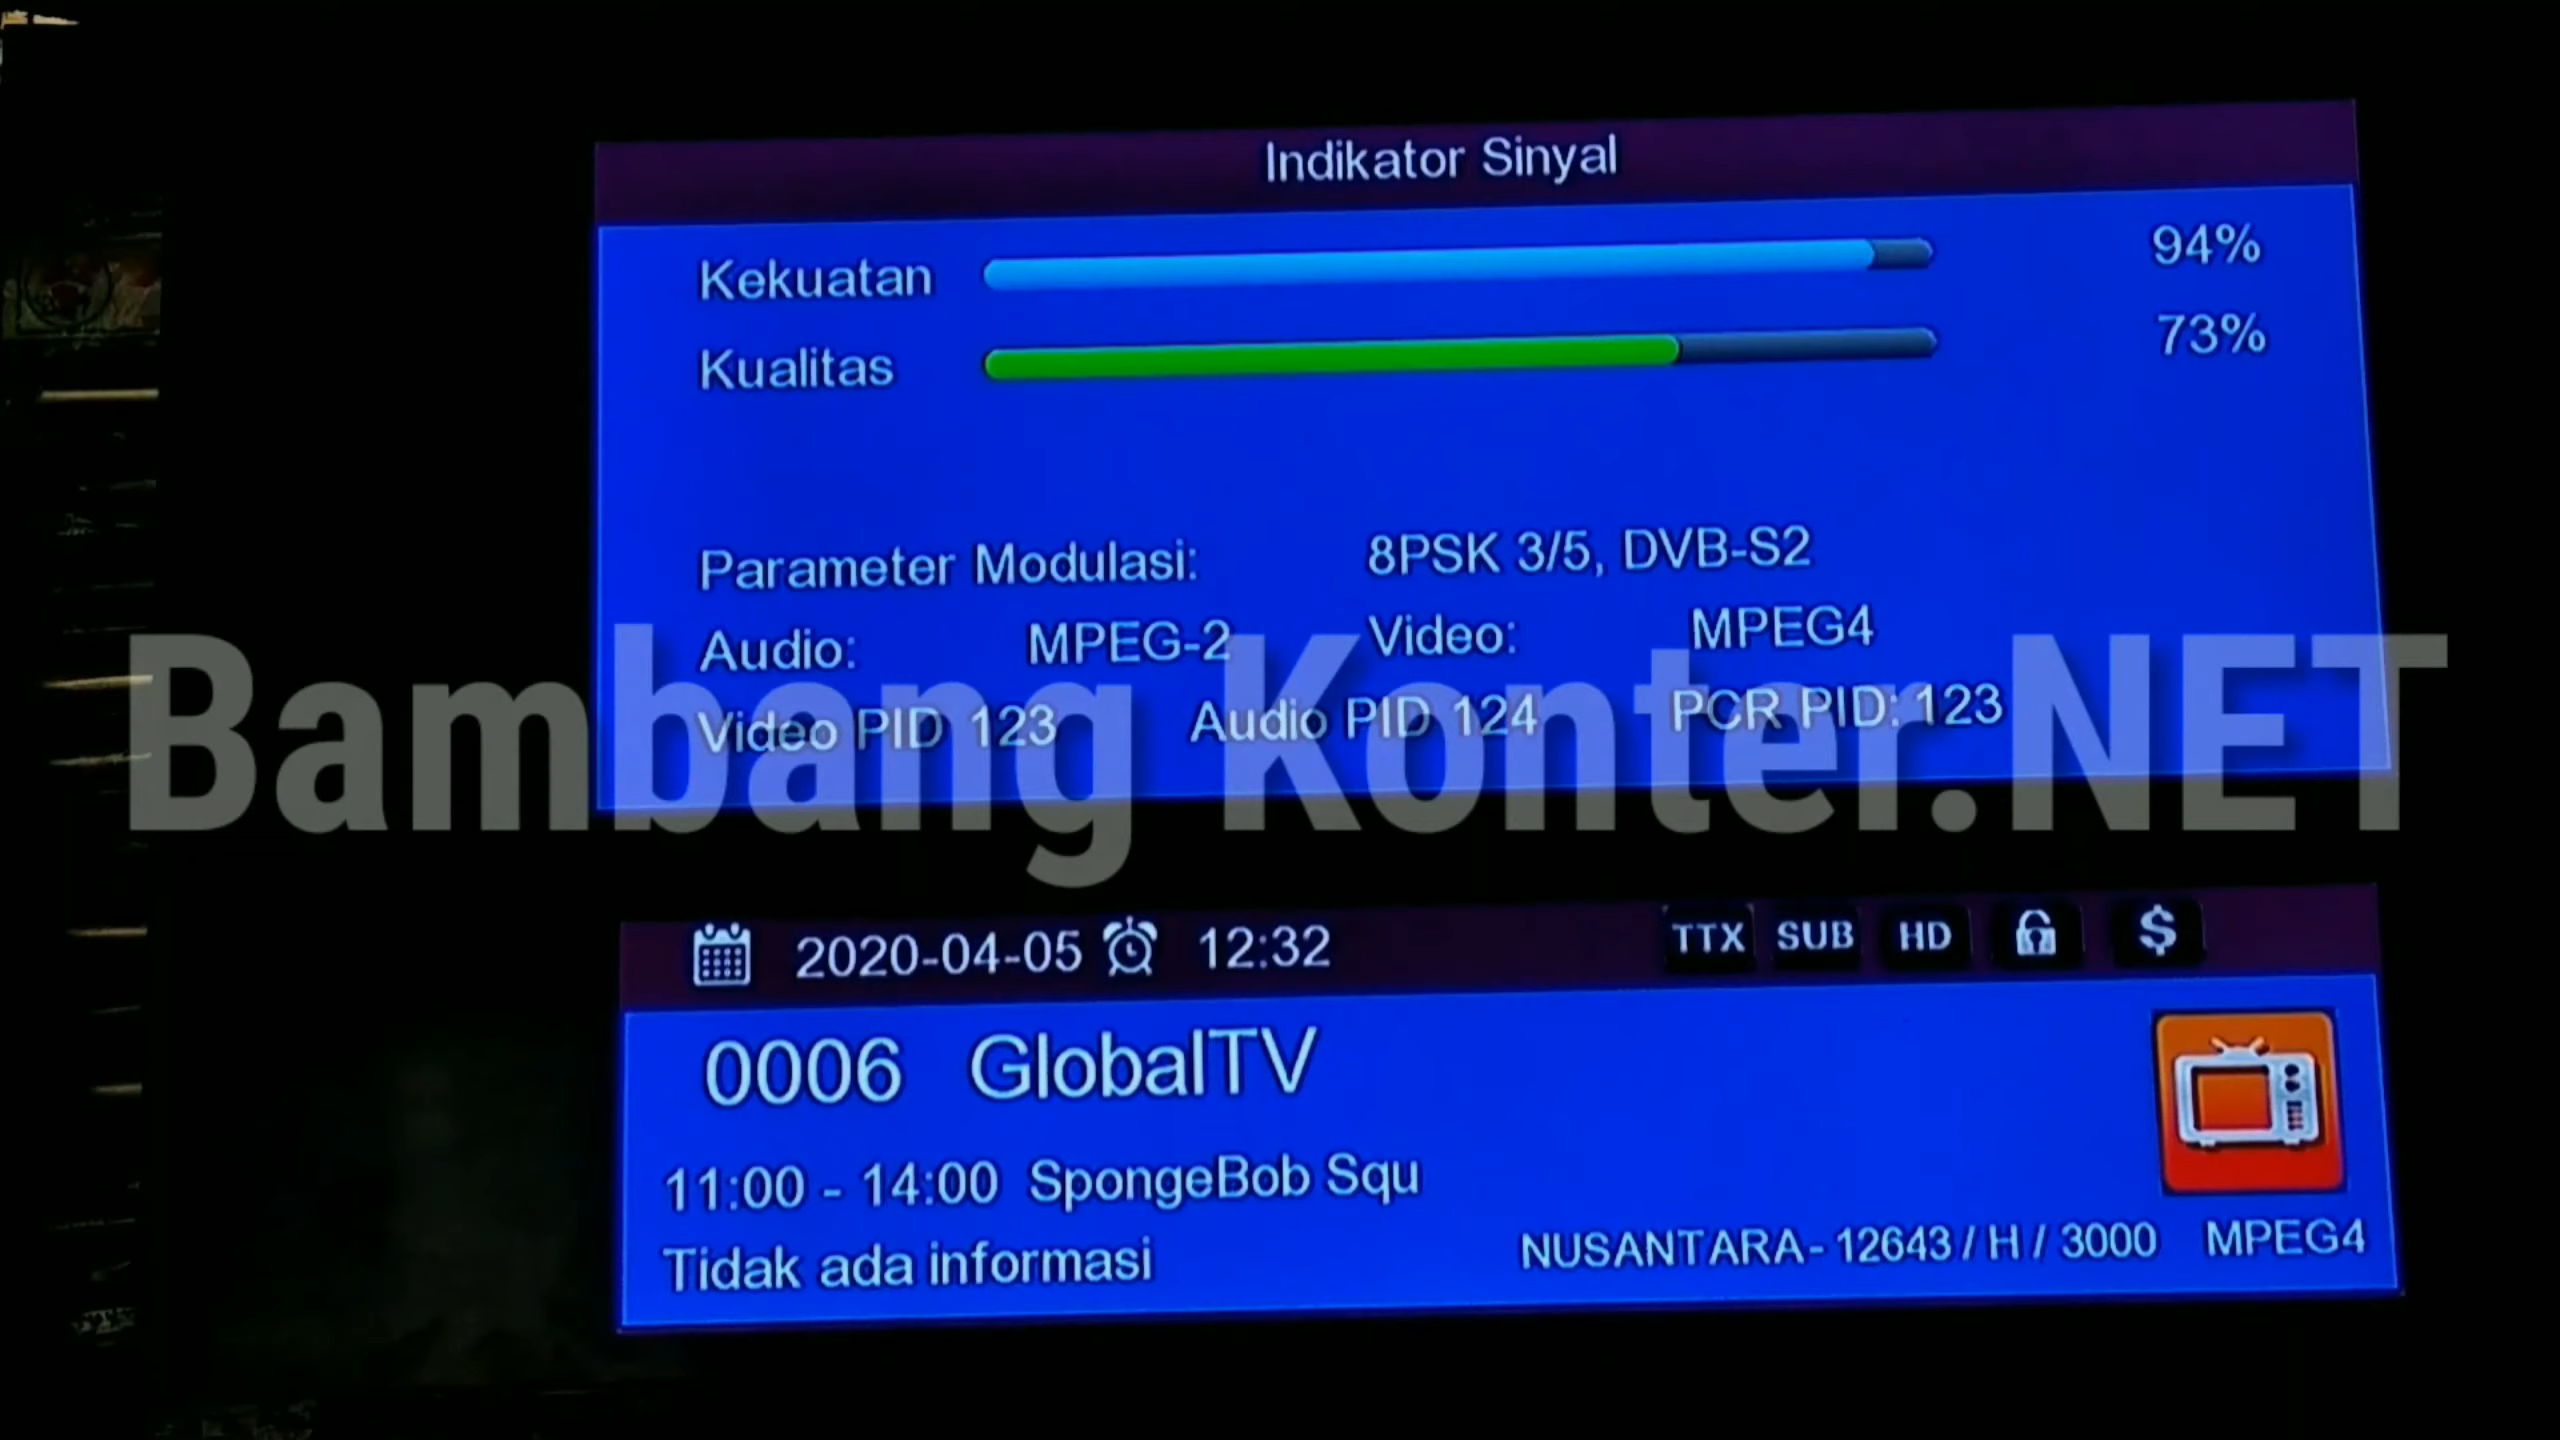 Indikator Sinyal
Kekuatan 94%
Kualitas 73%
Parameter Modulasi: 8PSK 3/5, DVB-S2
Audio: MPEG-2 Video: MPEG4
Video PID 123 Audio PID 124 PCR PID: 123
Bambang Konter.NET
2020-04-05 12:32 TTX SUB HD $
0006 GlobalTV
11:00 - 14:00 SpongeBob Squ
Tidak ada informasi NUSANTARA- 12643 / H / 3000 MPEG4